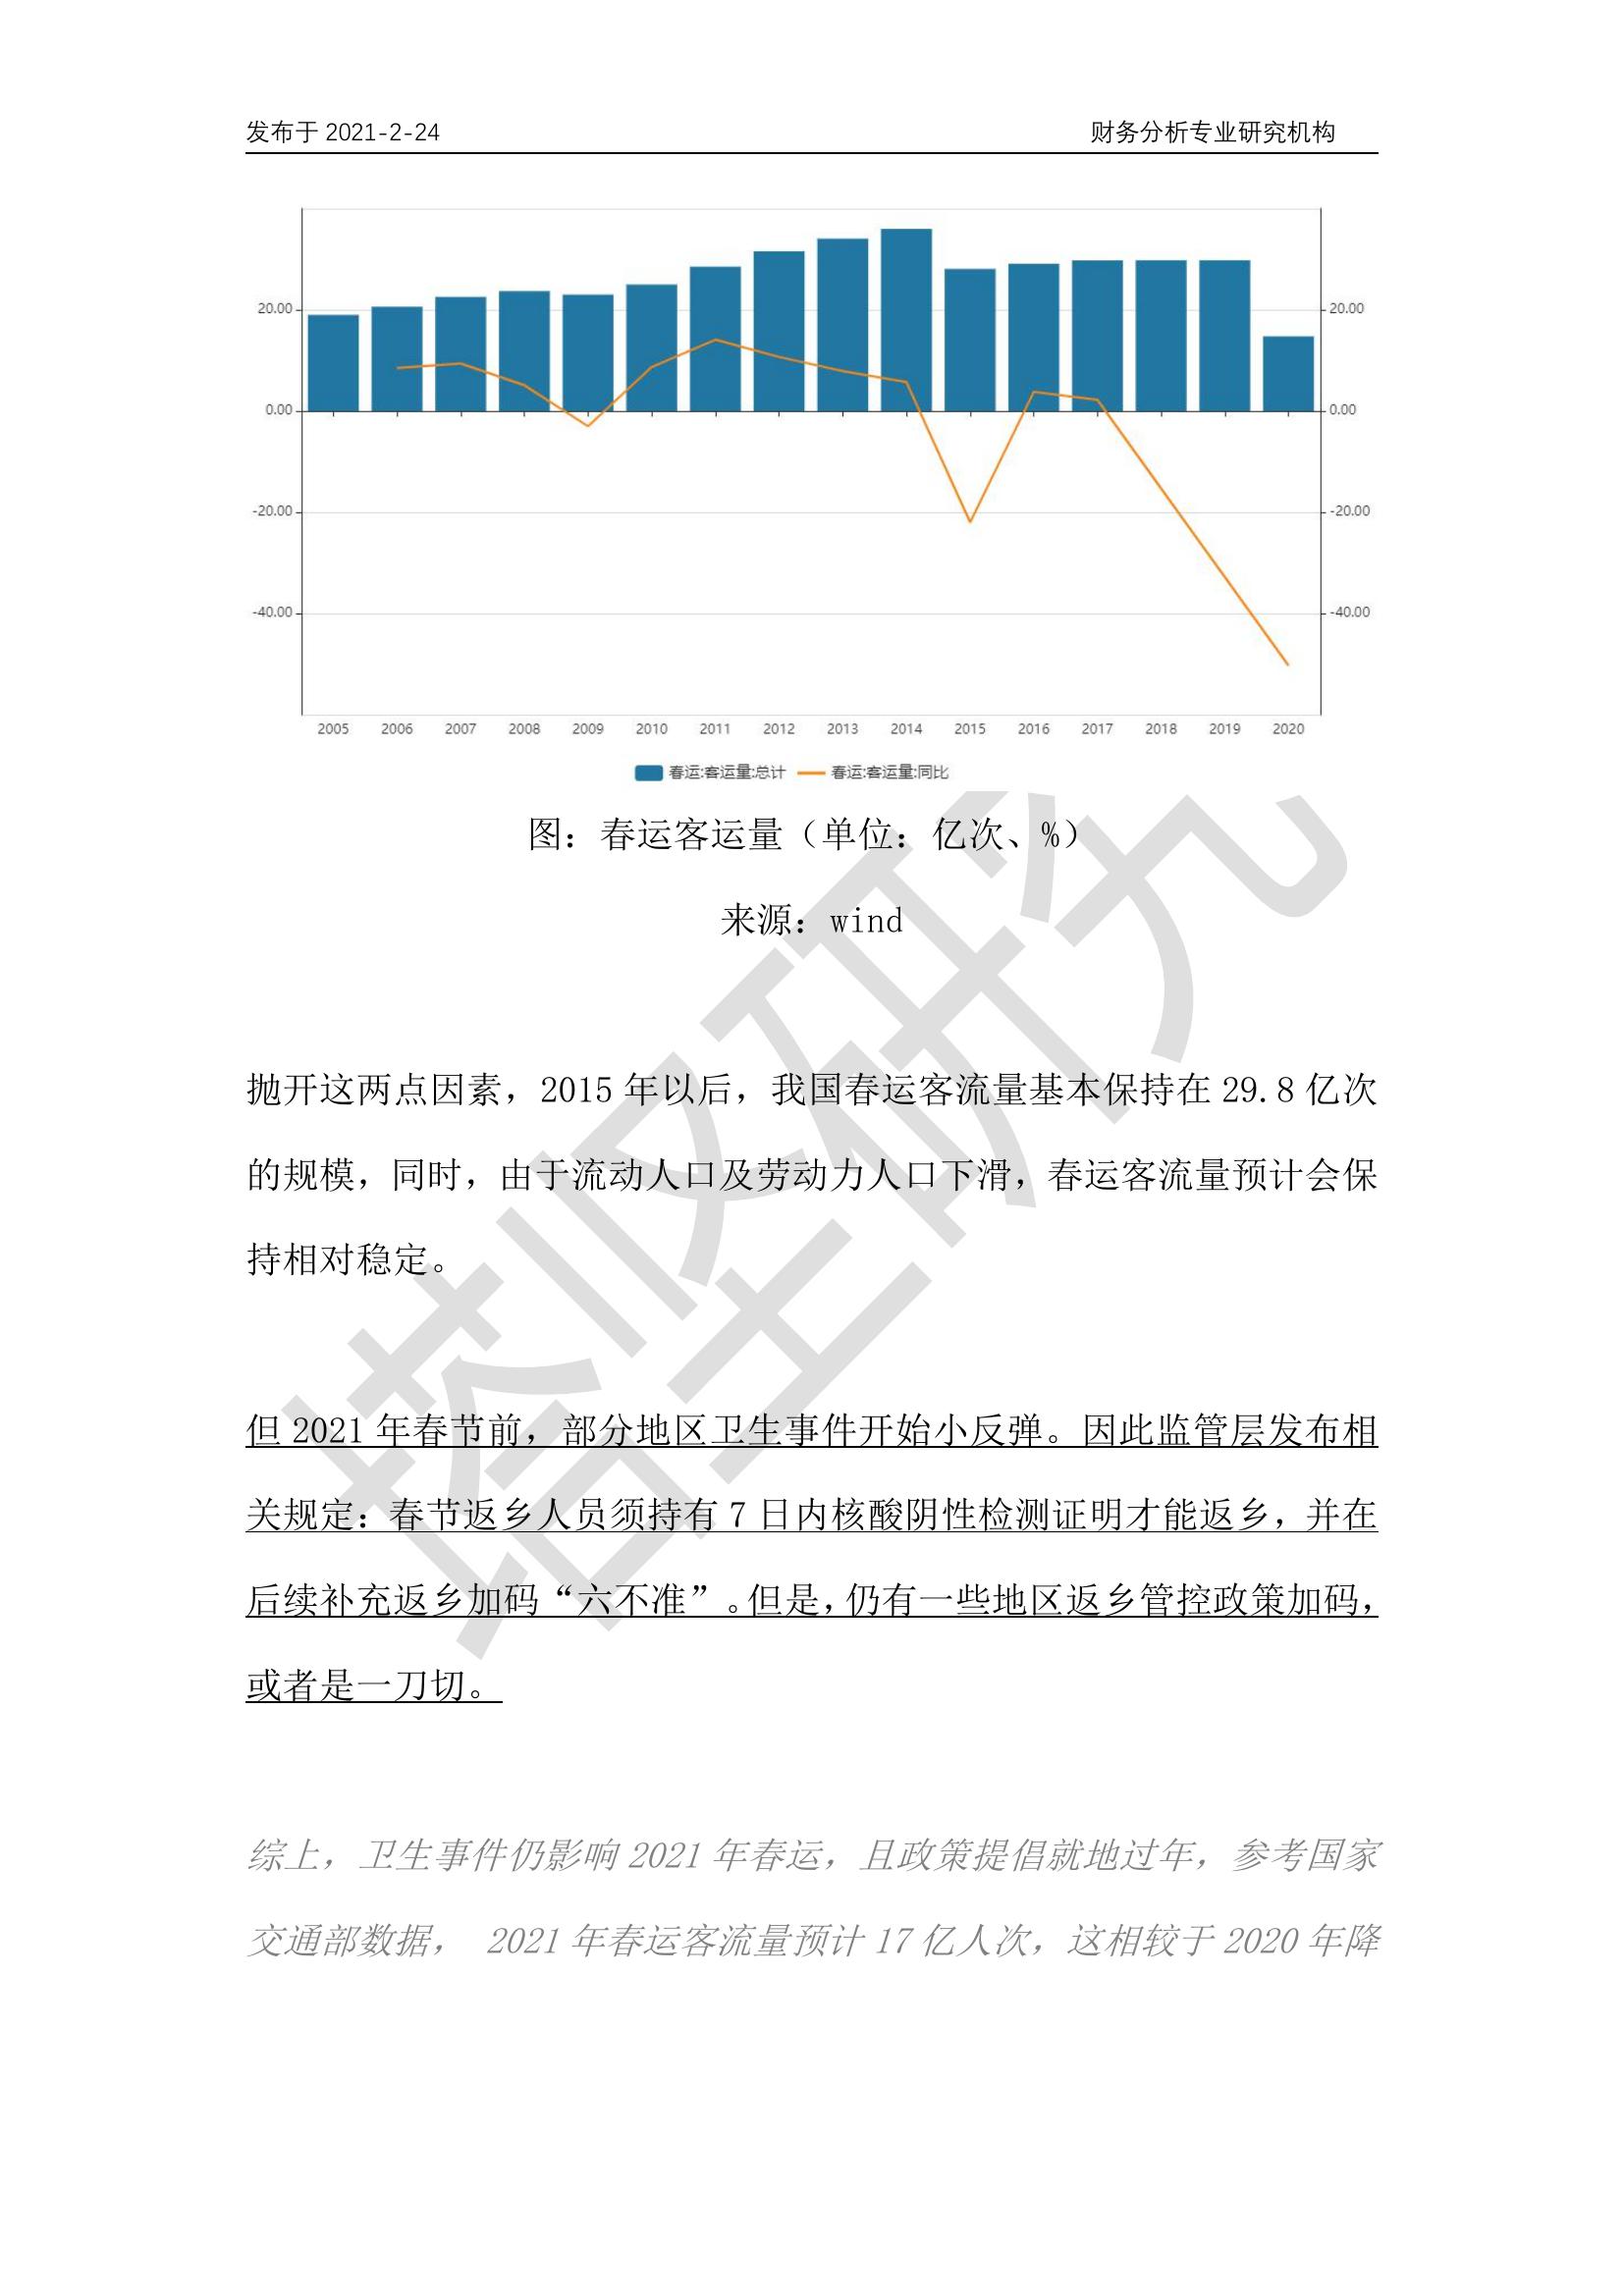 发布于 2021-2-24 财务分析专业研究机构
20.00 20.00
0.00 0.00
-20.00 -20.00
-40.00 -40.00
2005 2006 2007 2008 2009 2010 2011 2012 2013 2014 2015 2016 2017 2018 2019 2020
春运:客运量:总计 春运:客运量:同比
图：春运客运量（单位：亿次、%）
来源：wind
抛开这两点因素，2015 年以后，我国春运客流量基本保持在 29.8 亿次
的规模，同时，由于流动人口及劳动力人口下滑，春运客流量预计会保
持相对稳定。
但 2021 年春节前，部分地区卫生事件开始小反弹。因此监管层发布相
关规定：春节返乡人员须持有 7 日内核酸阴性检测证明才能返乡，并在
后续补充返乡加码“六不准”。但是，仍有一些地区返乡管控政策加码，
或者是一刀切。
综上，卫生事件仍影响 2021 年春运，且政策提倡就地过年，参考国家
交通部数据， 2021 年春运客流量预计 17 亿人次，这相较于 2020 年降
塔坚研究